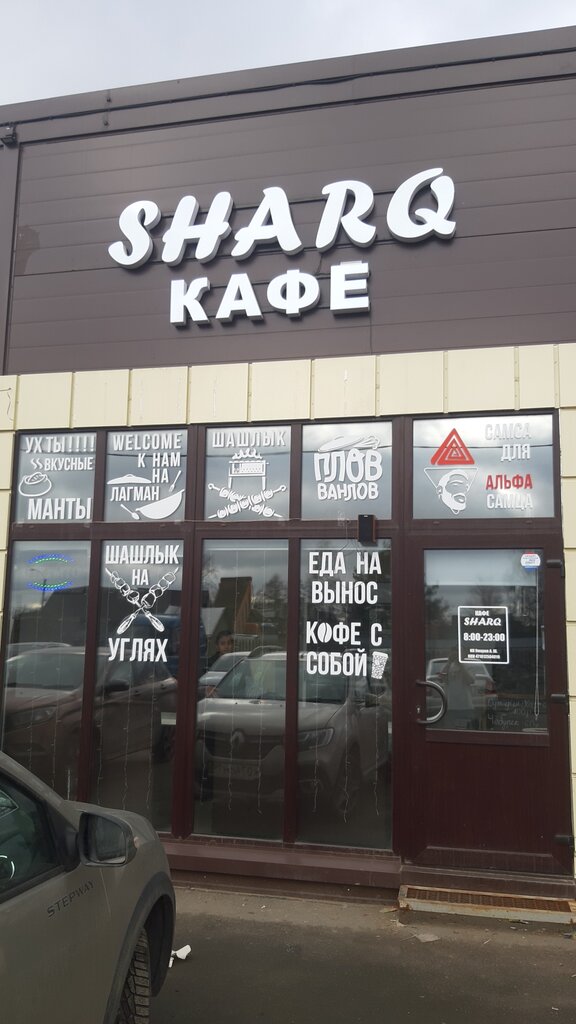 SHARQ
КАФЕ
УХ ТЫ!!!!
ВКУСНЫЕ
МАНТЫ
WELCOME
К НАМ
НА
ЛАГМАН
ШАШЛЫК
ПЛОВ
ВАНЛОВ
САМСА
ДЛЯ
АЛЬФА
САМЦА
ШАШЛЫК
НА
УГЛЯХ
ЕДА НА
ВЫНОС
КОФЕ С
СОБОЙ
КАФЕ
SHARQ
8:00-23:00
STEPWAY